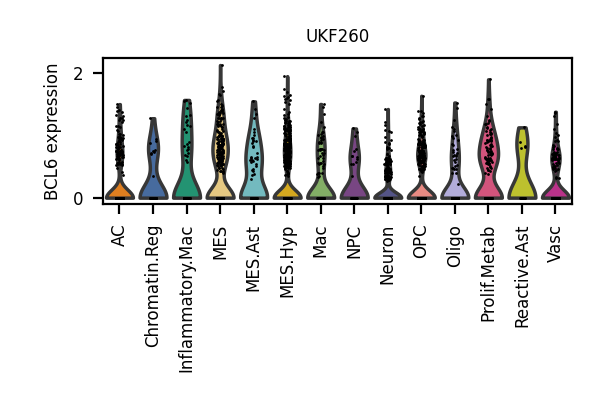 UKF260
BCL6 expression
2
0
AC
Chromatin.Reg
Inflammatory.Mac
MES
MES.Ast
MES.Hyp
Mac
NPC
Neuron
OPC
Oligo
Prolif.Metab
Reactive.Ast
Vasc